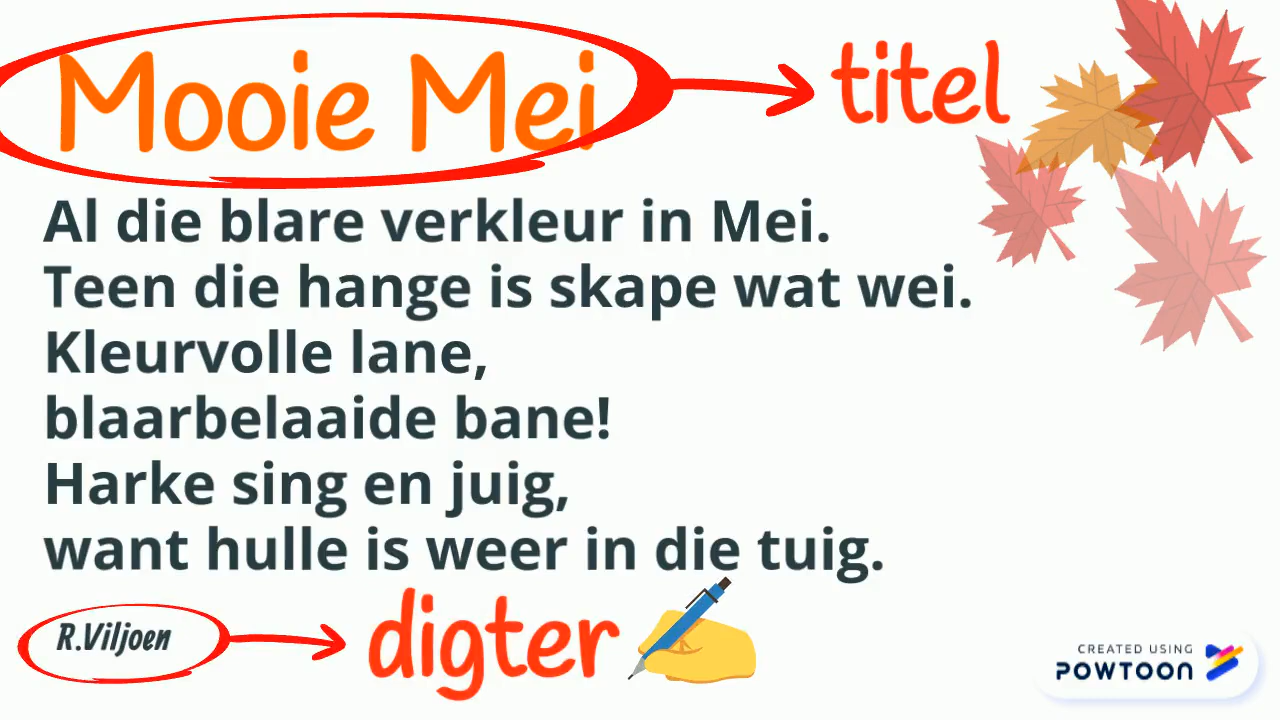 Mooie Mei
titel
Al die blare verkleur in Mei.
Teen die hange is skape wat wei.
Kleurvolle lane,
blaarbelaaide bane!
Harke sing en juig,
want hulle is weer in die tuig.
R.Viljoen
digter
CREATED USING
POWTOON